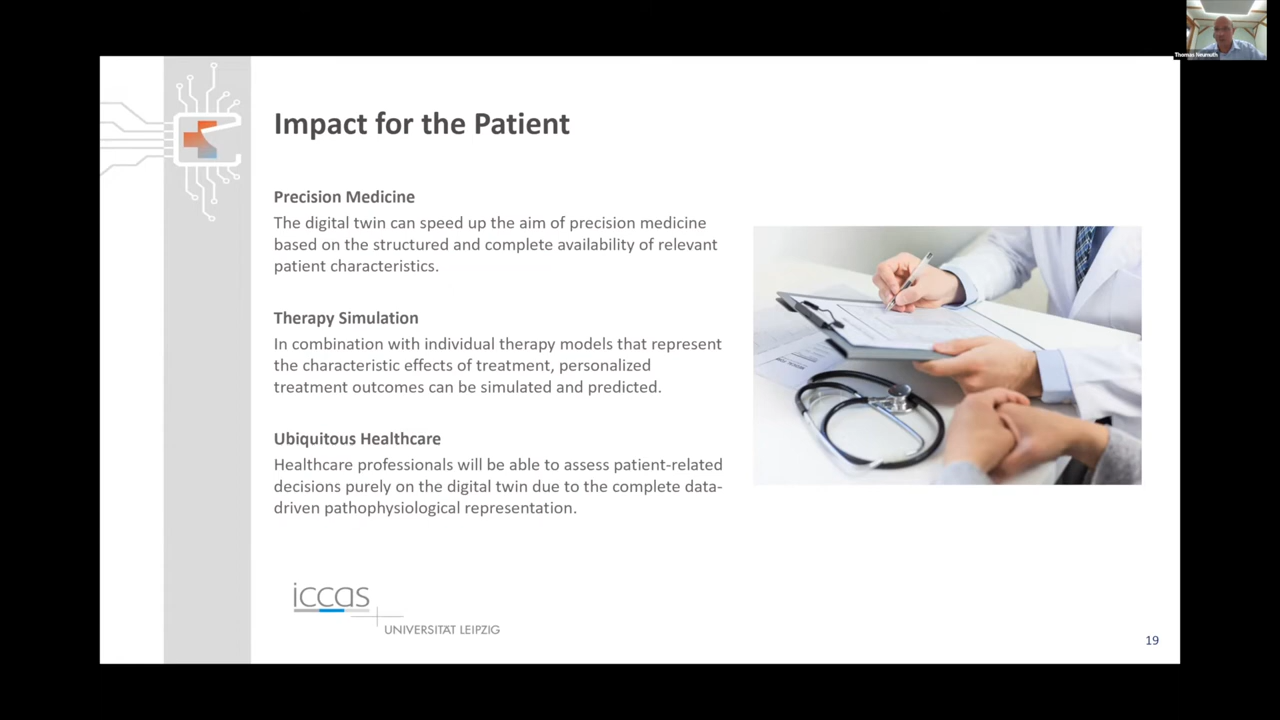 Thomas Neumuth
Impact for the Patient
Precision Medicine
The digital twin can speed up the aim of precision medicine
based on the structured and complete availability of relevant
patient characteristics.
Therapy Simulation
In combination with individual therapy models that represent
the characteristic effects of treatment, personalized
treatment outcomes can be simulated and predicted.
Ubiquitous Healthcare
Healthcare professionals will be able to assess patient-related
decisions purely on the digital twin due to the complete data-
driven pathophysiological representation.
iccas
UNIVERSITÄT LEIPZIG
19